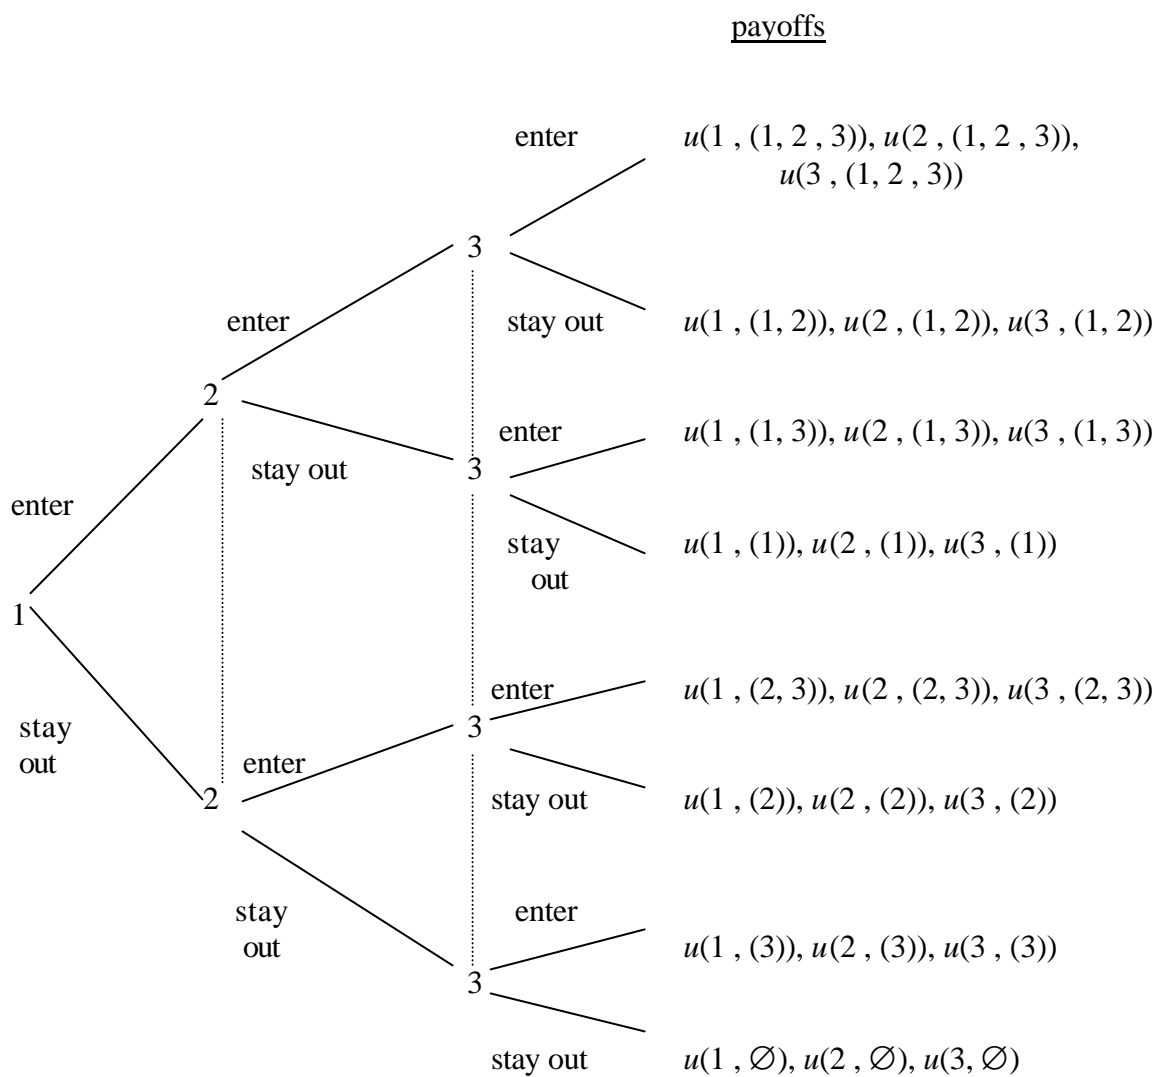 payoffs
enter
u(1 , (1, 2 , 3)), u(2 , (1, 2 , 3)),
u(3 , (1, 2 , 3))
3
enter
stay out
u(1 , (1, 2)), u(2 , (1, 2)), u(3 , (1, 2))
2
enter
u(1 , (1, 3)), u(2 , (1, 3)), u(3 , (1, 3))
stay out
3
enter
stay
out
u(1 , (1)), u(2 , (1)), u(3 , (1))
1
enter
u(1 , (2, 3)), u(2 , (2, 3)), u(3 , (2, 3))
stay
out
3
enter
2
stay out
u(1 , (2)), u(2 , (2)), u(3 , (2))
stay
out
enter
u(1 , (3)), u(2 , (3)), u(3 , (3))
3
stay out
u(1 , ∅), u(2 , ∅), u(3, ∅)